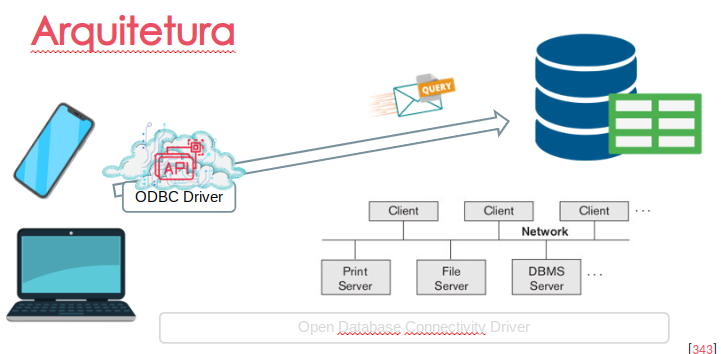 Arquitetura
QUERY
API
ODBC Driver
Client
Client
Client
...
Network
Print
Server
File
Server
DBMS
Server
...
Open Database Connectivity Driver
[343]